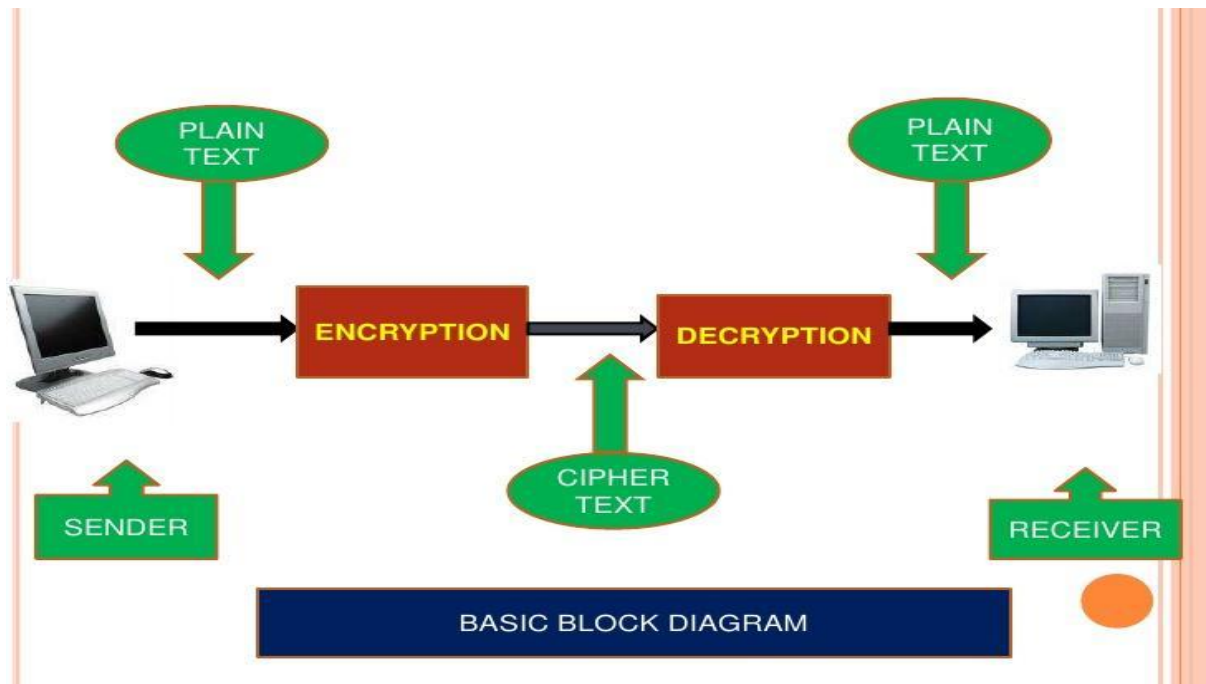 PLAIN
TEXT
PLAIN
TEXT
ENCRYPTION
DECRYPTION
CIPHER
TEXT
SENDER
RECEIVER
BASIC BLOCK DIAGRAM